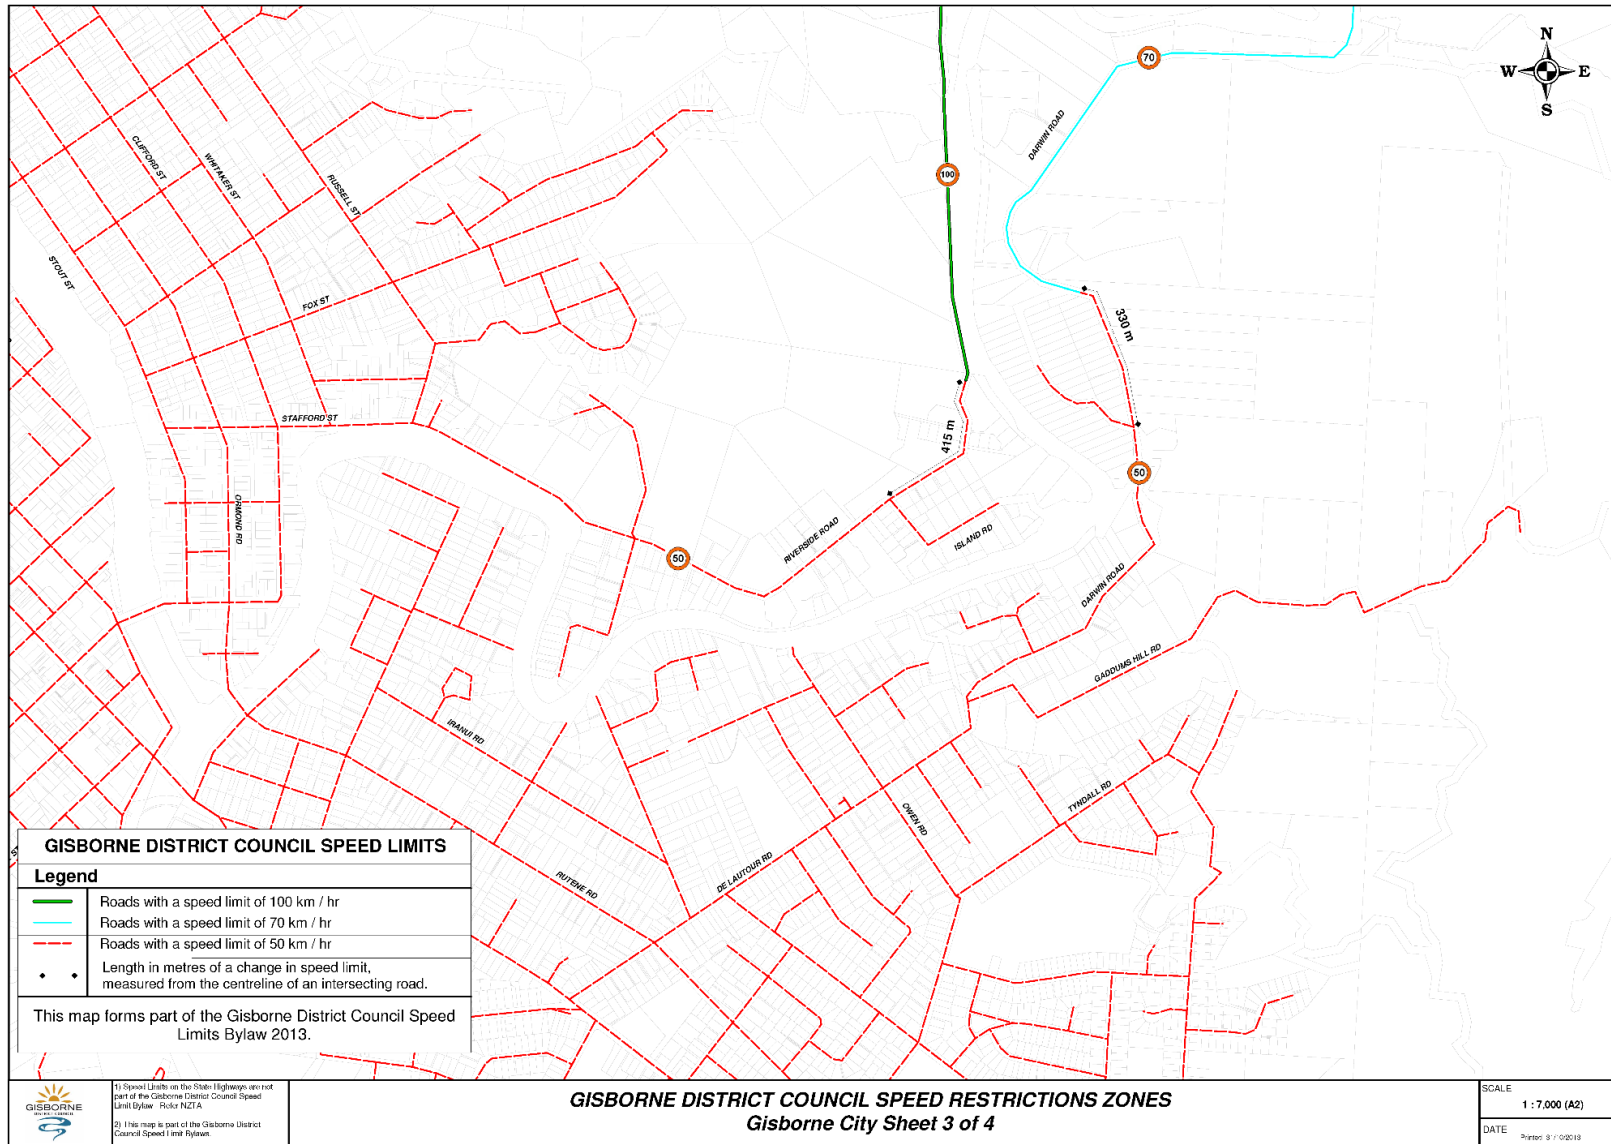 N
W E
S
70
100
50
50
DARWIN ROAD
330 m
415 m
CLIFFORD ST
WHITAKER ST
RUSSELL ST
STOUT ST
FOX ST
STAFFORD ST
ORMOND RD
RIVERSIDE ROAD
ISLAND RD
DARWIN ROAD
GADDUMS HILL RD
IRANUI RD
TYNDALL RD
OWEN RD
DE LAUTOUR RD
RUTENE RD
GISBORNE DISTRICT COUNCIL SPEED LIMITS
Legend
Roads with a speed limit of 100 km / hr
Roads with a speed limit of 70 km / hr
Roads with a speed limit of 50 km / hr
Length in metres of a change in speed limit,
measured from the centreline of an intersecting road.
This map forms part of the Gisborne District Council Speed
Limits Bylaw 2013.
GISBORNE
DISTRICT COUNCIL
1) Speed Limits on the State Highways are not
part of the Gisborne District Council Speed
Limit Bylaw Refer NZTA
2) This map is part of the Gisborne District
Council Speed Limit Bylaws.
GISBORNE DISTRICT COUNCIL SPEED RESTRICTIONS ZONES
Gisborne City Sheet 3 of 4
SCALE
1 : 7,000 (A2)
DATE
Printed